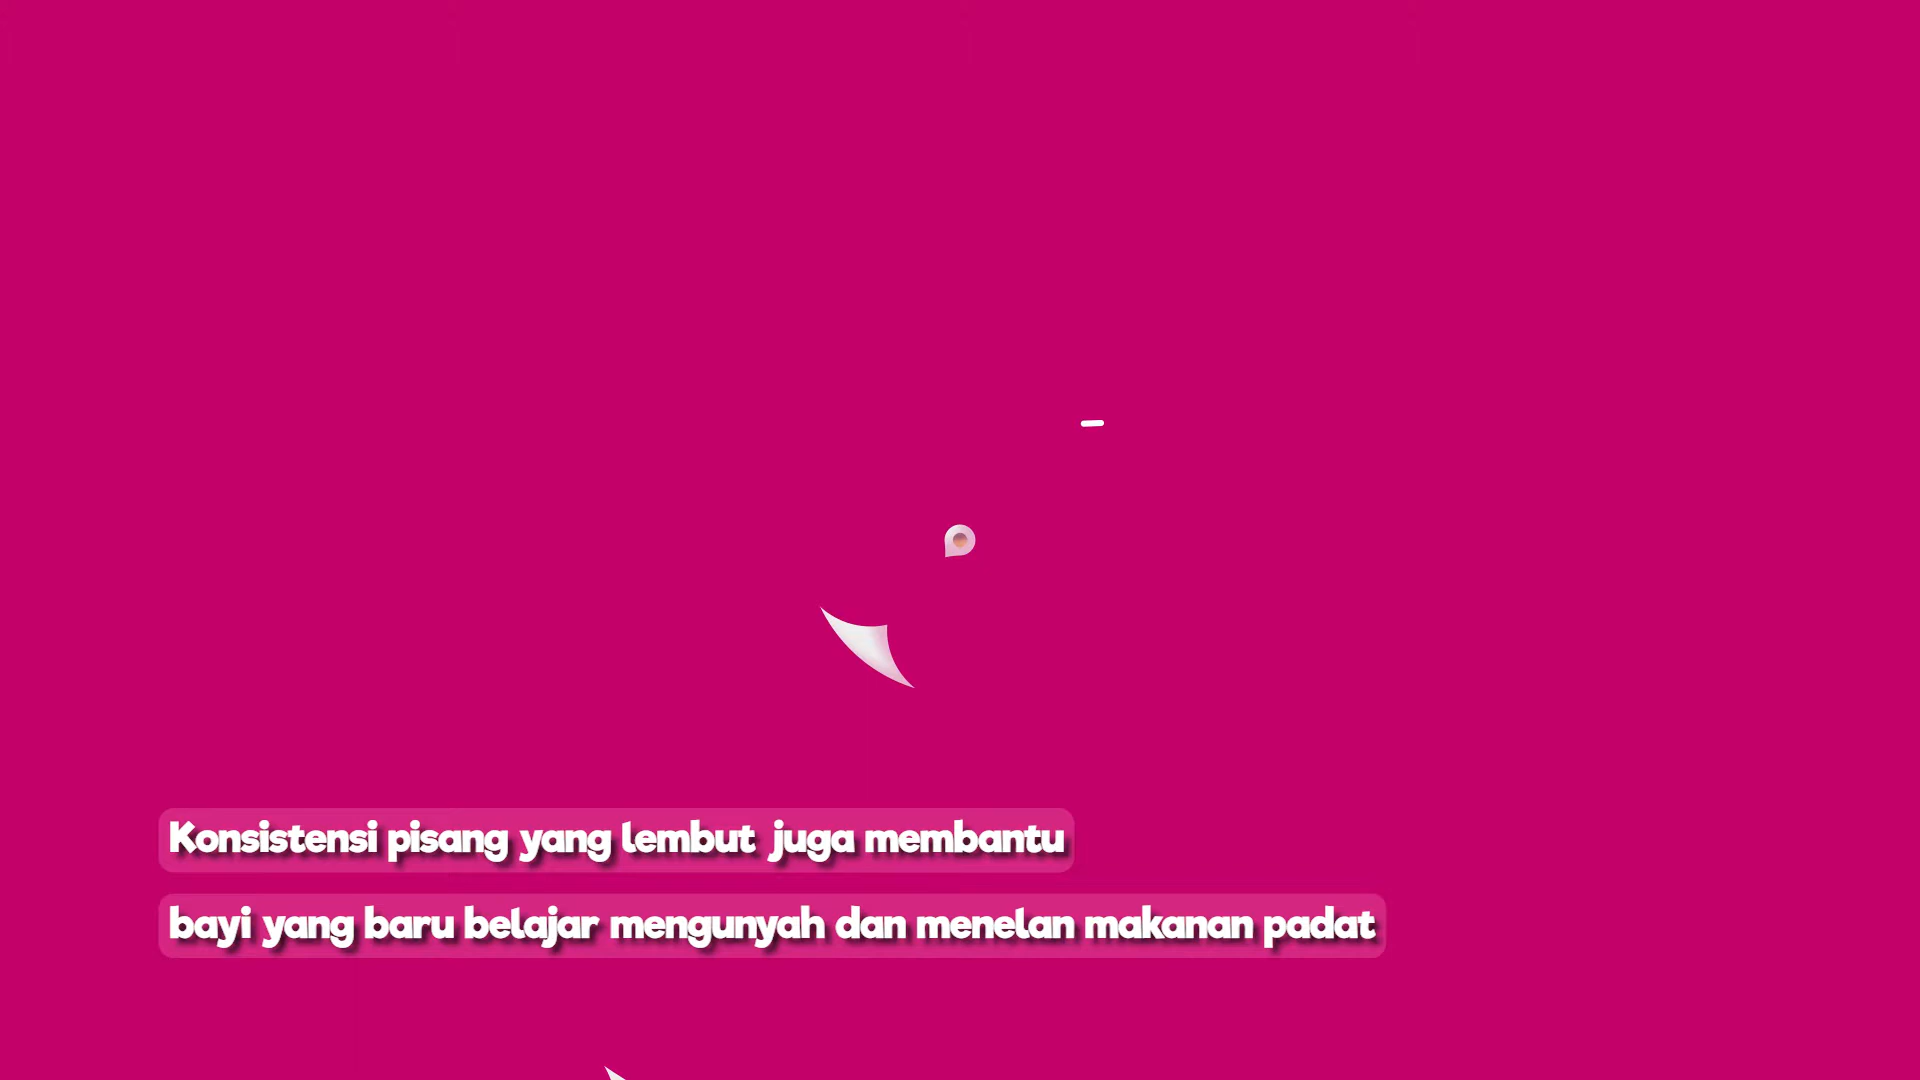 Konsistensi pisang yang lembut juga membantu
bayi yang baru belajar mengunyah dan menelan makanan padat